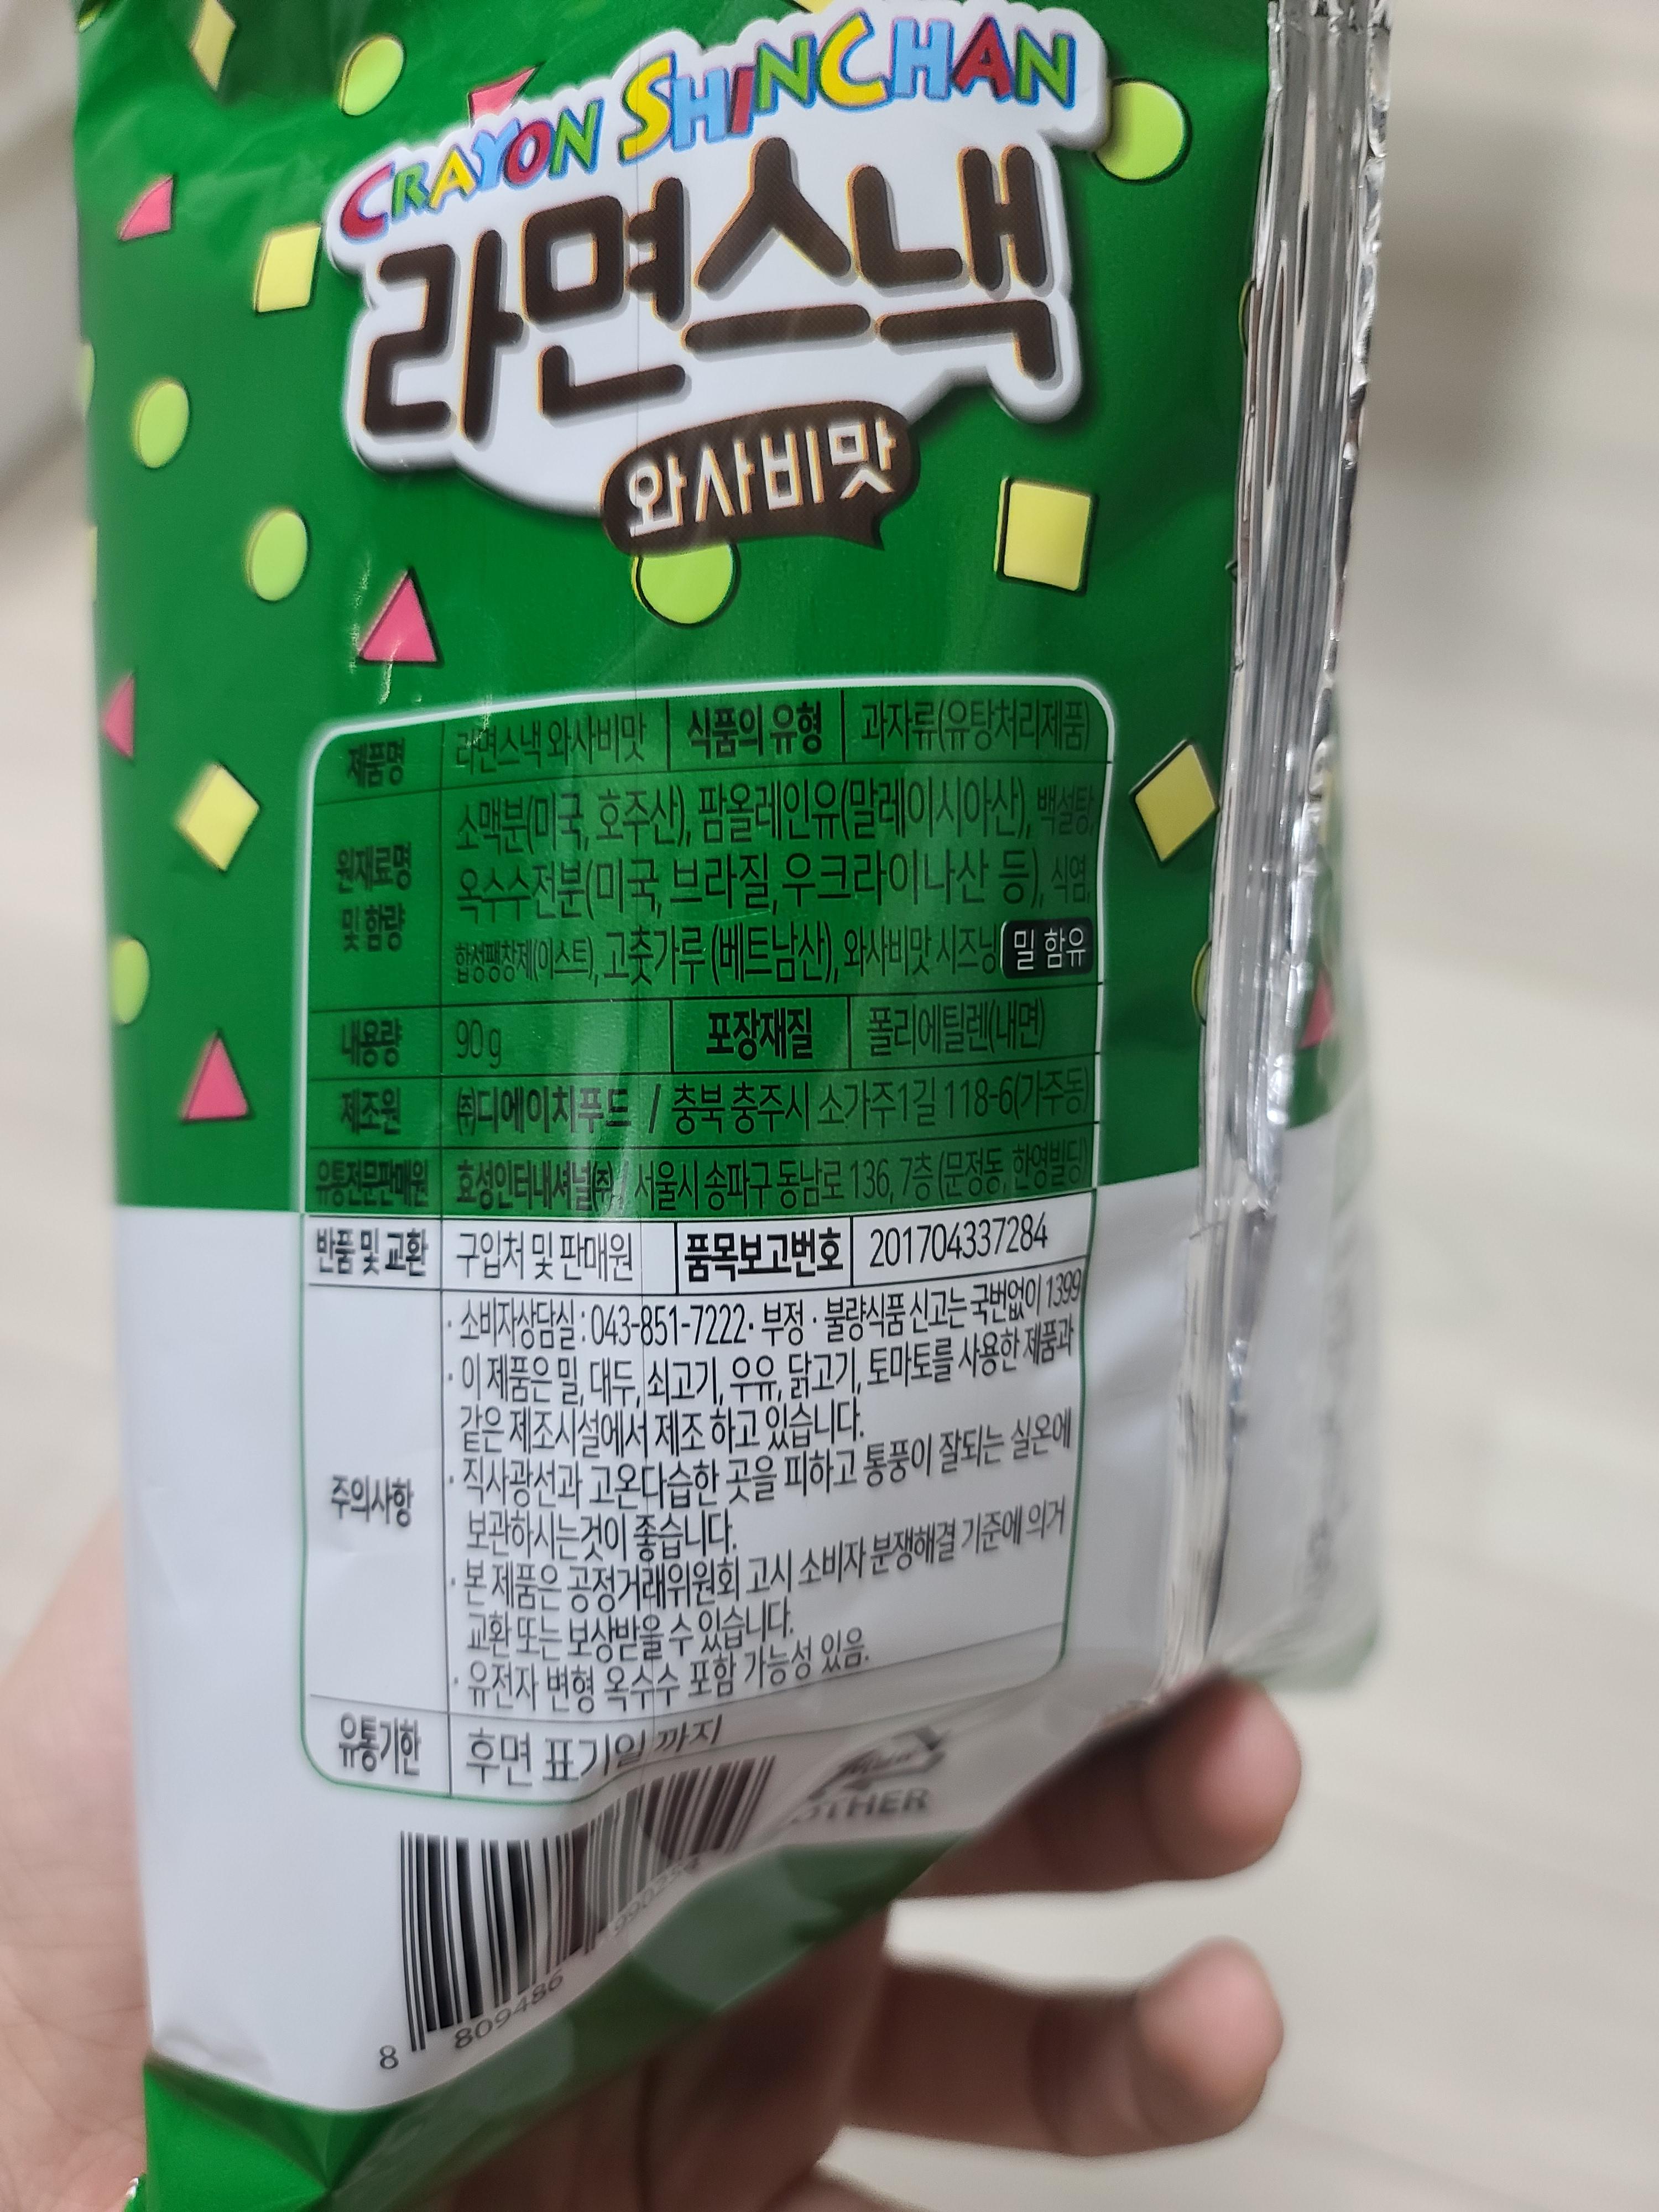 CRAYON SHINCHAN
라면스낵
와사비맛
제품명 라면스낵 와사비맛 식품의 유형 과자류(유탕처리제품)
원재료명 및 함량 소맥분(미국, 호주산), 팜올레인유(말레이시아산), 백설탕,
옥수수전분(미국, 브라질, 우크라이나산 등), 식염,
합성팽창제(이스트), 고춧가루 (베트남산), 와사비맛 시즈닝 밀 함유
내용량 90 g 포장재질 폴리에틸렌(내면)
제조원 ㈜디에이치푸드 / 충북 충주시 소가주1길 118-6(가주동)
유통전문판매원 효성인터내셔널㈜ / 서울시 송파구 동남로 136, 7층 (문정동, 한영빌딩)
반품 및 교환 구입처 및 판매원 품목보고번호 201704337284
주의사항
· 소비자상담실 : 043-851-7222 · 부정 · 불량식품 신고는 국번없이 1399
· 이 제품은 밀, 대두, 쇠고기, 우유, 닭고기, 토마토를 사용한 제품과
같은 제조시설에서 제조 하고 있습니다.
· 직사광선과 고온다습한 곳을 피하고 통풍이 잘되는 실온에
보관하시는것이 좋습니다.
· 본 제품은 공정거래위원회 고시 소비자 분쟁해결 기준에 의거
교환 또는 보상받을 수 있습니다.
· 유전자 변형 옥수수 포함 가능성 있음.
유통기한 후면 표기일 까지
OTHER
8 809486